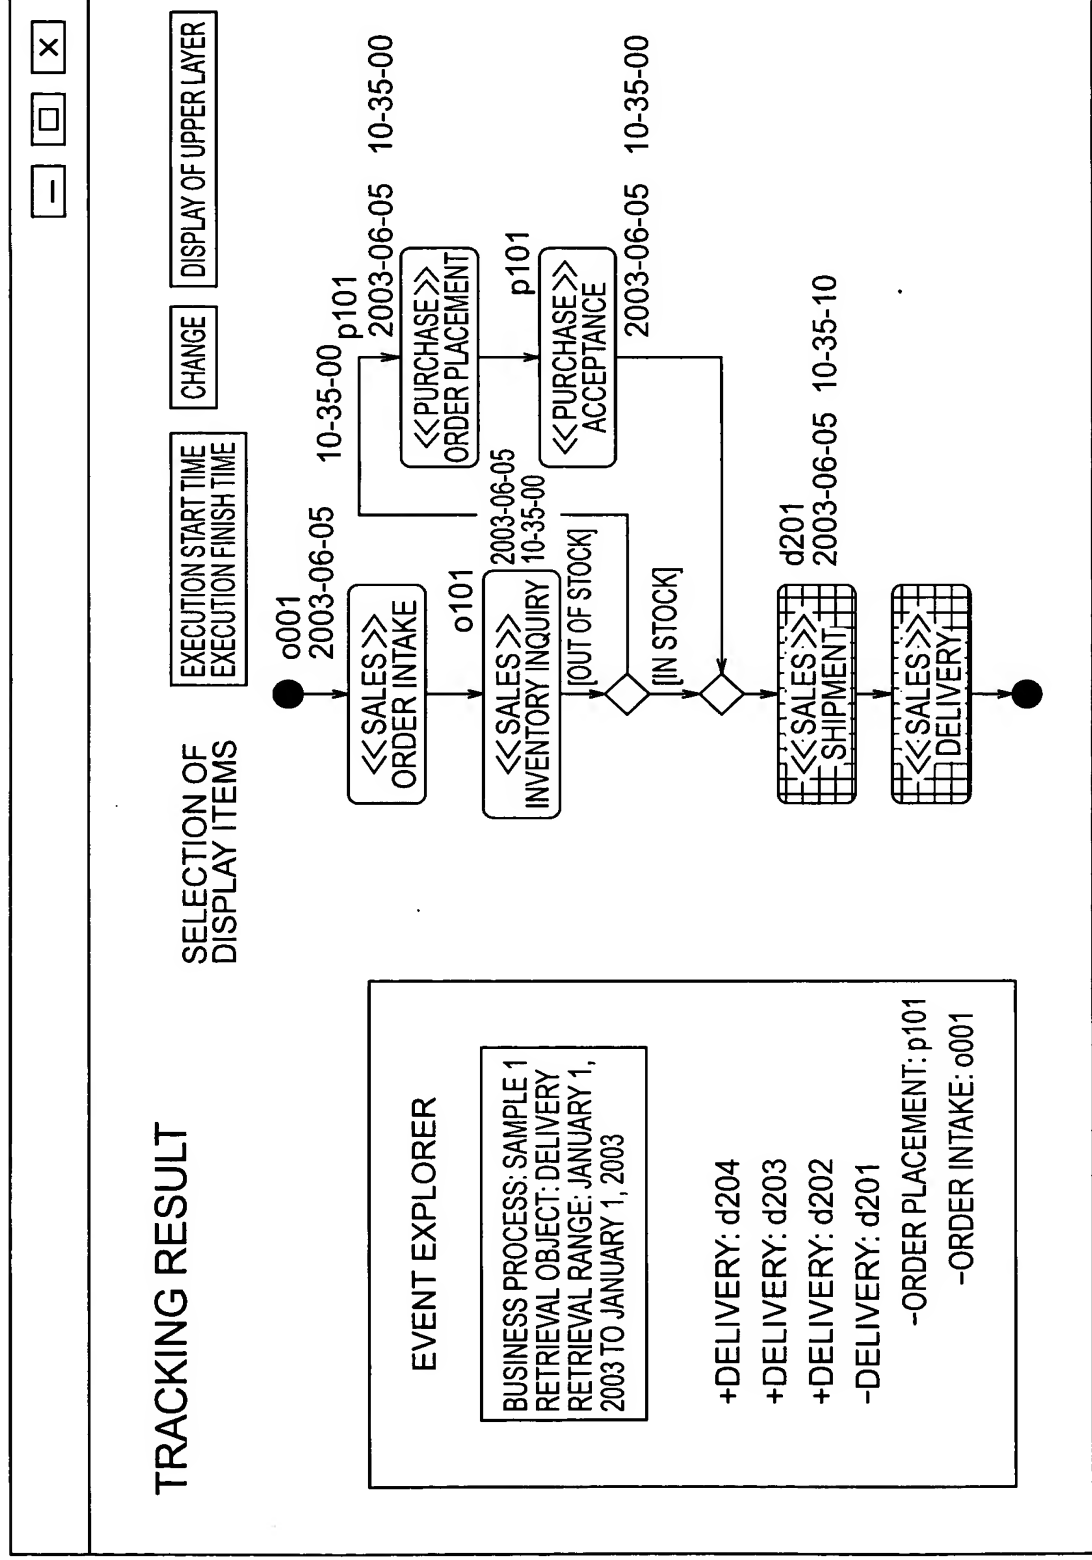 TRACKING RESULT
SELECTION OF
DISPLAY ITEMS
EXECUTION START TIME
EXECUTION FINISH TIME
CHANGE
DISPLAY OF UPPER LAYER
EVENT EXPLORER
BUSINESS PROCESS: SAMPLE 1
RETRIEVAL OBJECT: DELIVERY
RETRIEVAL RANGE: JANUARY 1,
2003 TO JANUARY 1, 2003
+DELIVERY: d204
+DELIVERY: d203
+DELIVERY: d202
-DELIVERY: d201
-ORDER PLACEMENT: p101
-ORDER INTAKE: o001
o001
2003-06-05 10-35-00
<<SALES>>
ORDER INTAKE
o101
2003-06-05
10-35-00
<<SALES>>
INVENTORY INQUIRY
[OUT OF STOCK]
[IN STOCK]
p101
2003-06-05 10-35-00
<<PURCHASE>>
ORDER PLACEMENT
p101
<<PURCHASE>>
ACCEPTANCE
2003-06-05 10-35-00
d201
2003-06-05 10-35-10
<<SALES>>
SHIPMENT
<<SALES>>
DELIVERY